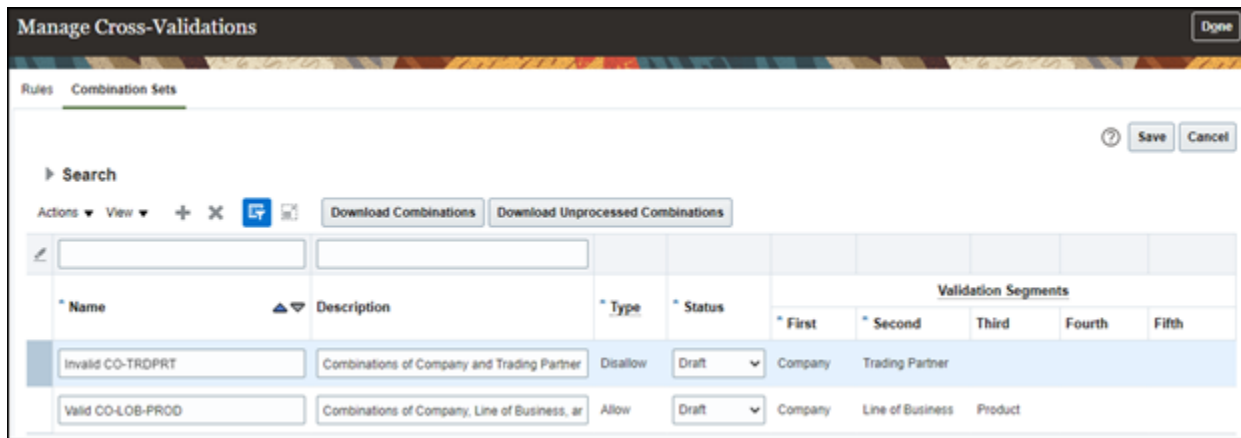 Manage Cross-Validations
Done
Rules Combination Sets
Save Cancel
Search
Actions View Download Combinations Download Unprocessed Combinations
Validation Segments
* Name Description * Type * Status
* First * Second Third Fourth Fifth
Invalid CO-TRDPRT Combinations of Company and Trading Partner Disallow Draft Company Trading Partner
Valid CO-LOB-PROD Combinations of Company, Line of Business, ar Allow Draft Company Line of Business Product